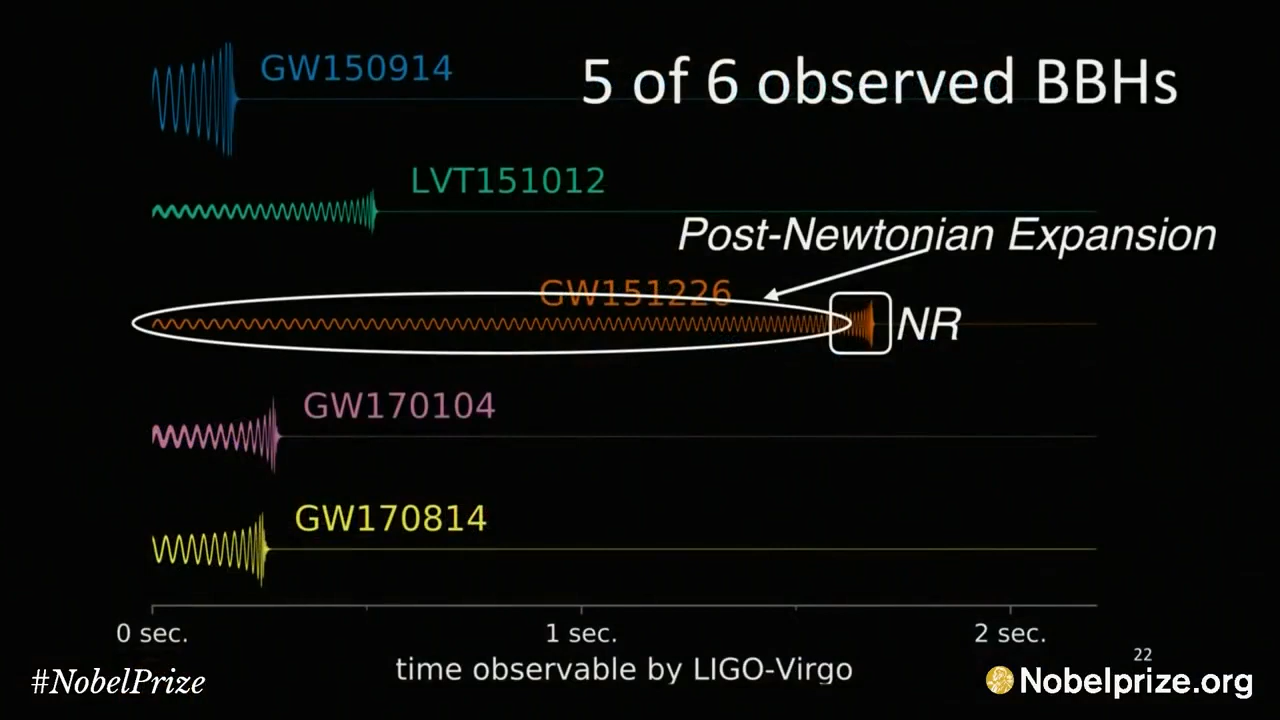 GW150914
5 of 6 observed BBHs
LVT151012
Post-Newtonian Expansion
GW151226
NR
GW170104
GW170814
0 sec.
1 sec.
2 sec.
time observable by LIGO-Virgo
22
#NobelPrize
Nobelprize.org